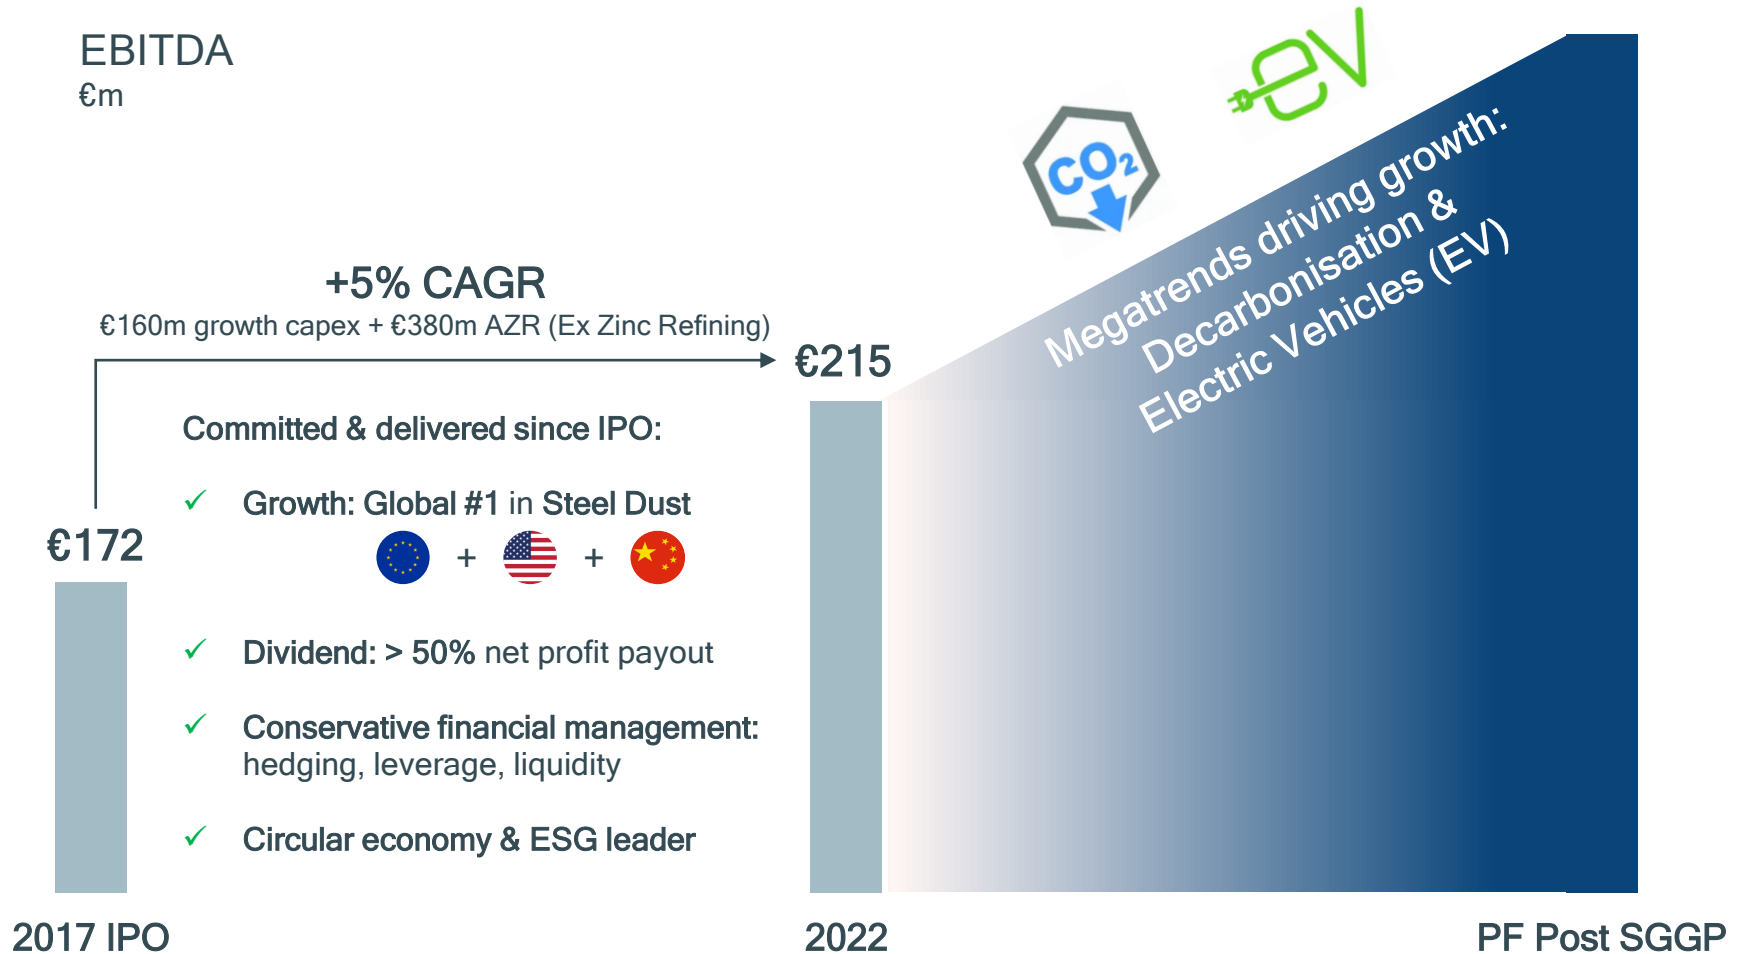 EBITDA
€m
+5% CAGR
€160m growth capex + €380m AZR (Ex Zinc Refining)
€215
Committed & delivered since IPO:
✓ Growth: Global #1 in Steel Dust
+ +
€172
✓ Dividend: > 50% net profit payout
✓ Conservative financial management:
hedging, leverage, liquidity
✓ Circular economy & ESG leader
CO2
eV
Megatrends driving growth:
Decarbonisation &
Electric Vehicles (EV)
2017 IPO
2022
PF Post SGGP